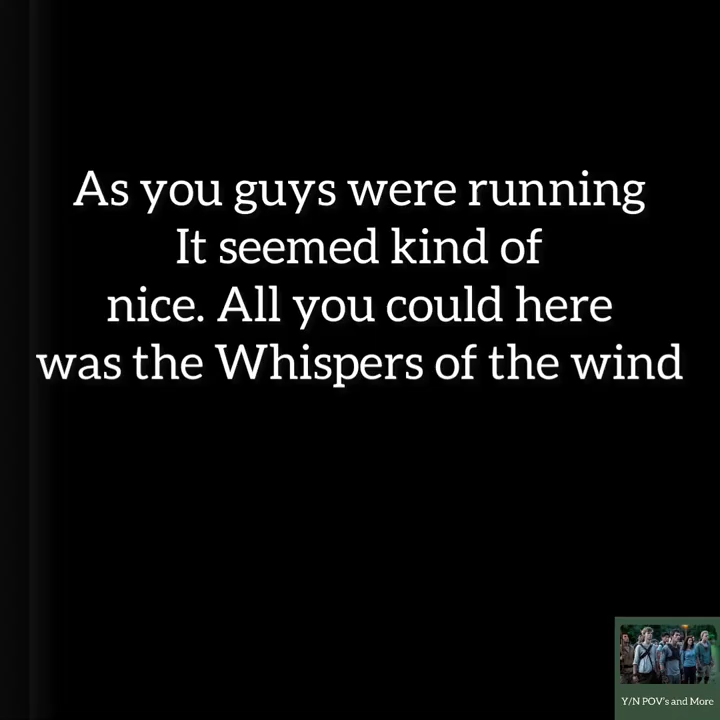 As you guys were running
It seemed kind of
nice. All you could here
was the Whispers of the wind
Y/N POV's and More